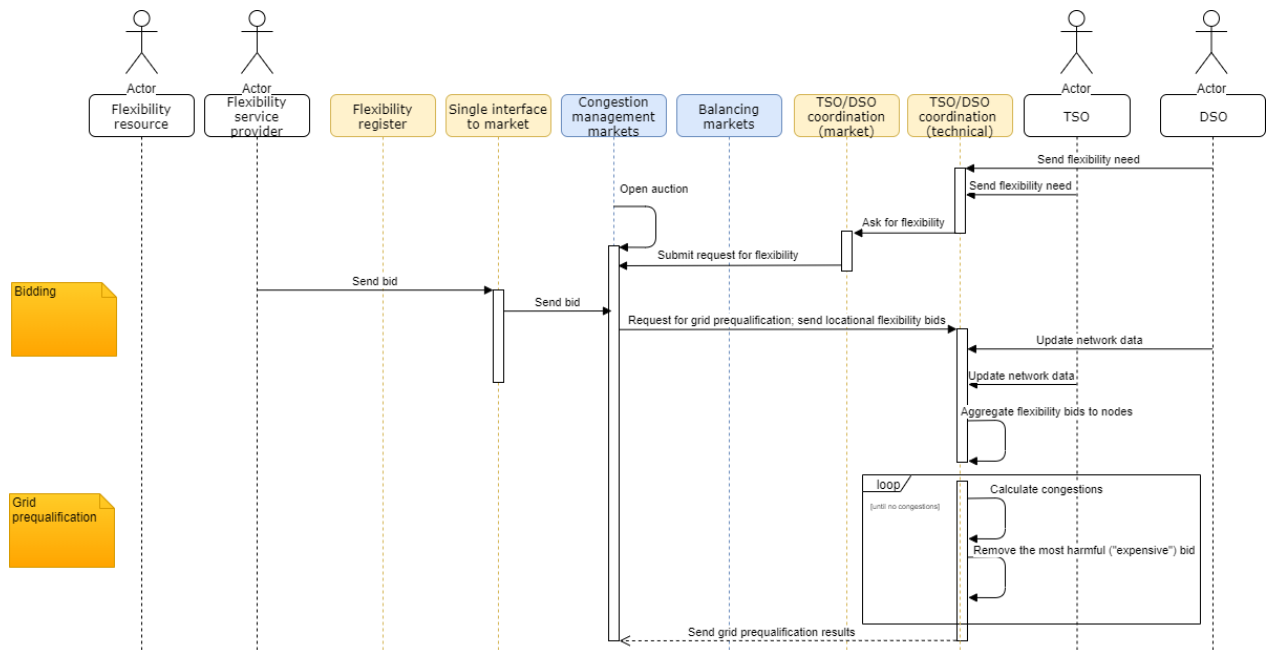 Actor
Actor
Actor
Actor
Flexibility
resource
Flexibility
service
provider
Flexibility
register
Single interface
to market
Congestion
management
markets
Balancing
markets
TSO/DSO
coordination
(market)
TSO/DSO
coordination
(technical)
TSO
DSO
Send flexibility need
Send flexibility need
Open auction
Ask for flexibility
Submit request for flexibility
Bidding
Send bid
Send bid
Request for grid prequalification; send locational flexibility bids
Update network data
Update network data
Aggregate flexibility bids to nodes
loop
[until no congestions]
Calculate congestions
Grid
prequalification
Remove the most harmful ("expensive") bid
Send grid prequalification results